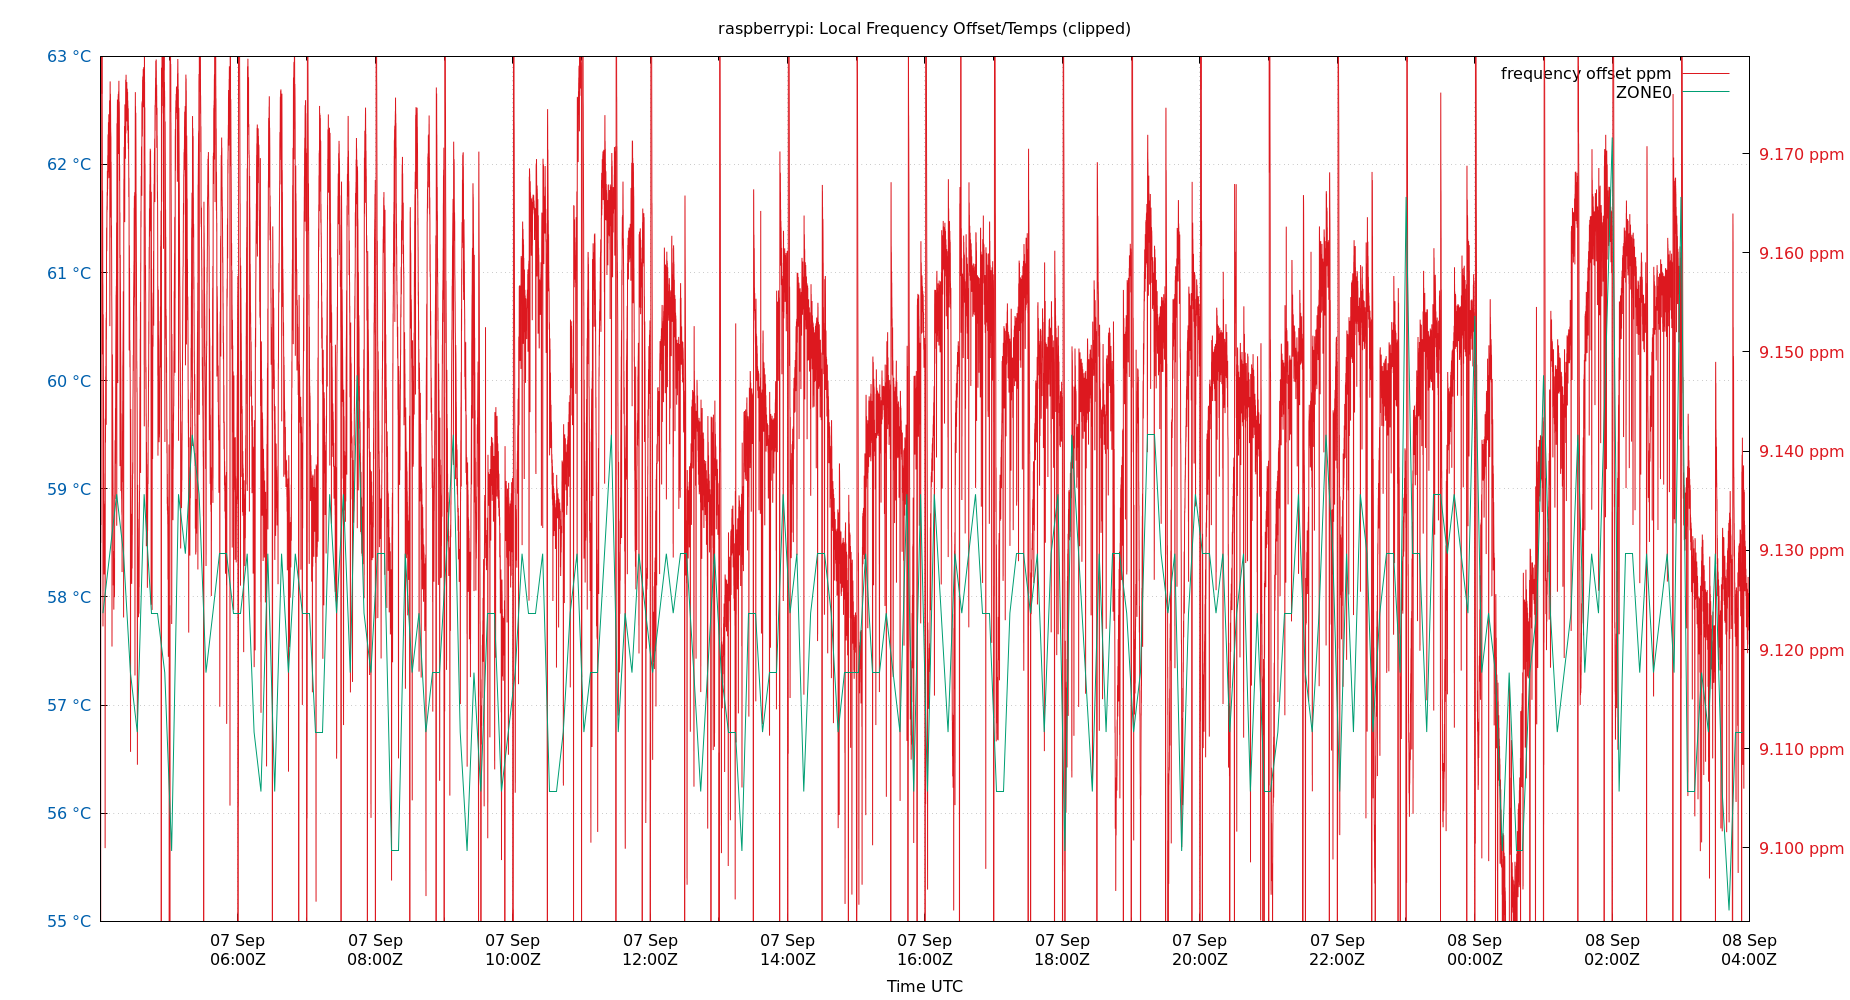 raspberrypi: Local Frequency Offset/Temps (clipped)
frequency offset ppm
ZONE0
63 °C
62 °C
61 °C
60 °C
59 °C
58 °C
57 °C
56 °C
55 °C
9.170 ppm
9.160 ppm
9.150 ppm
9.140 ppm
9.130 ppm
9.120 ppm
9.110 ppm
9.100 ppm
07 Sep 07 Sep 07 Sep 07 Sep 07 Sep 07 Sep 07 Sep 07 Sep 07 Sep 08 Sep 08 Sep 08 Sep
06:00Z 08:00Z 10:00Z 12:00Z 14:00Z 16:00Z 18:00Z 20:00Z 22:00Z 00:00Z 02:00Z 04:00Z
Time UTC